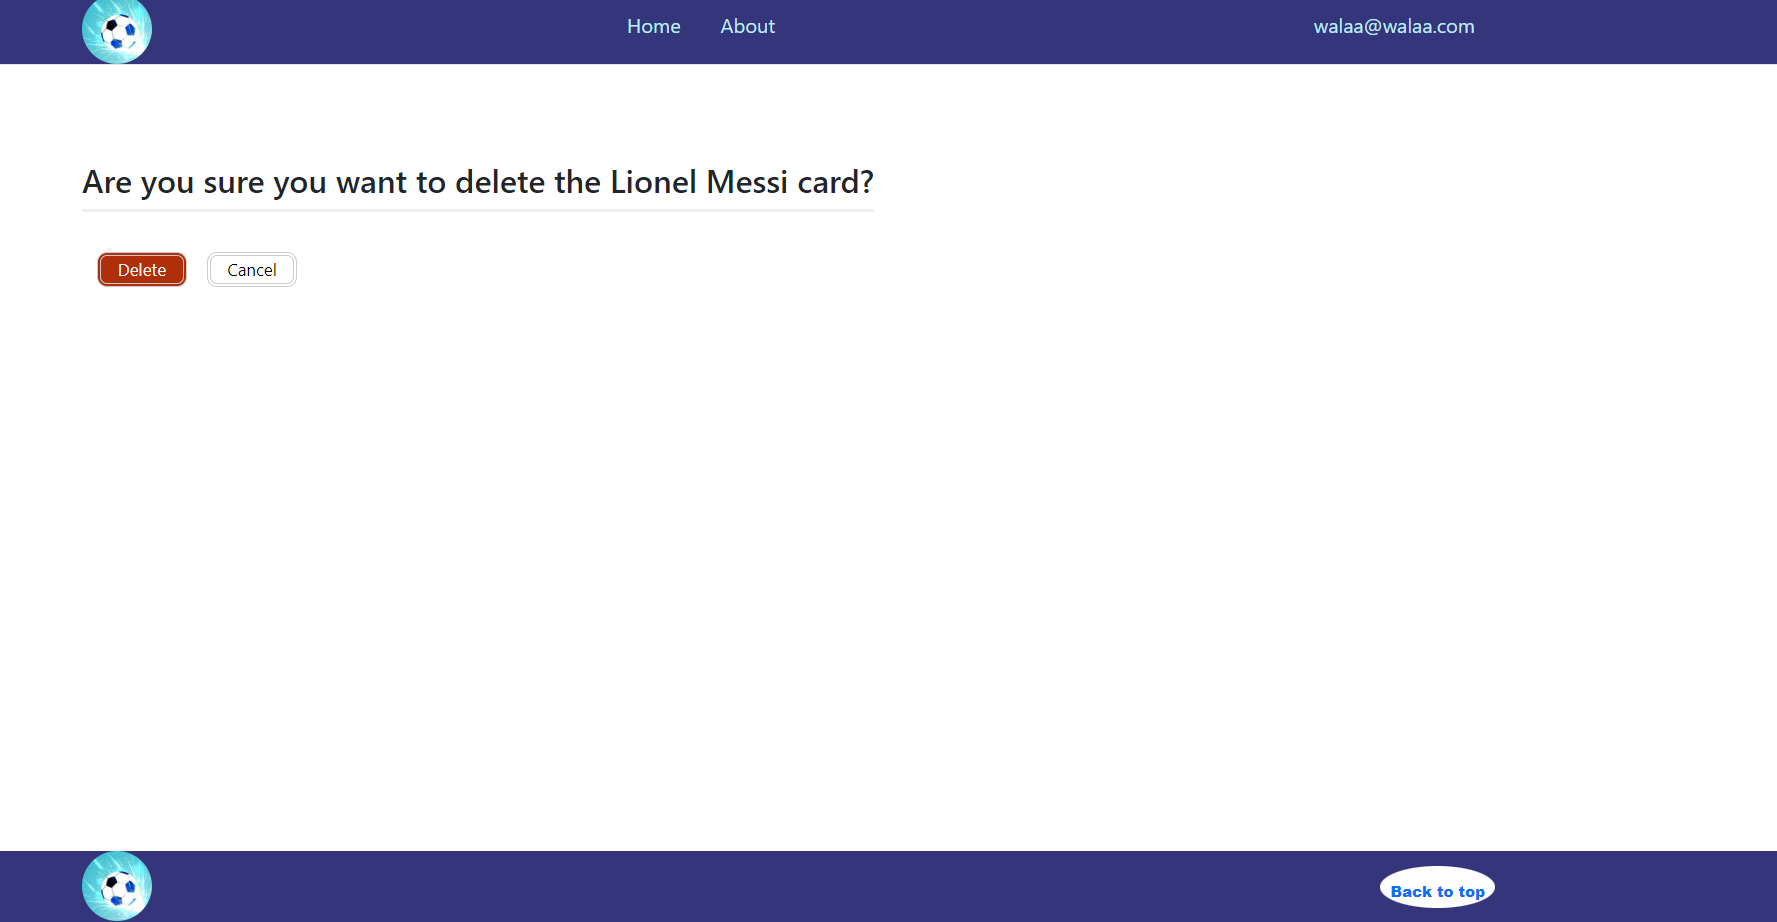 Home About walaa@walaa.com
Are you sure you want to delete the Lionel Messi card?
Delete Cancel
Back to top